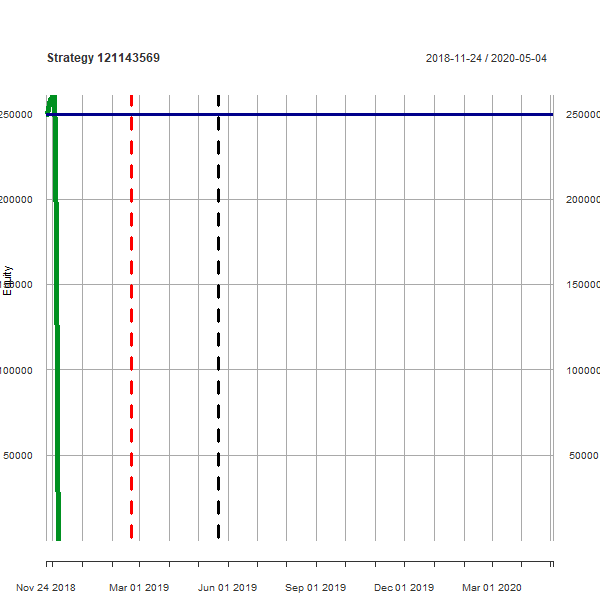 Strategy 121143569
2018-11-24 / 2020-05-04
250000
250000
200000
200000
Equity
150000
150000
100000
100000
50000
50000
Nov 24 2018
Mar 01 2019
Jun 01 2019
Sep 01 2019
Dec 01 2019
Mar 01 2020